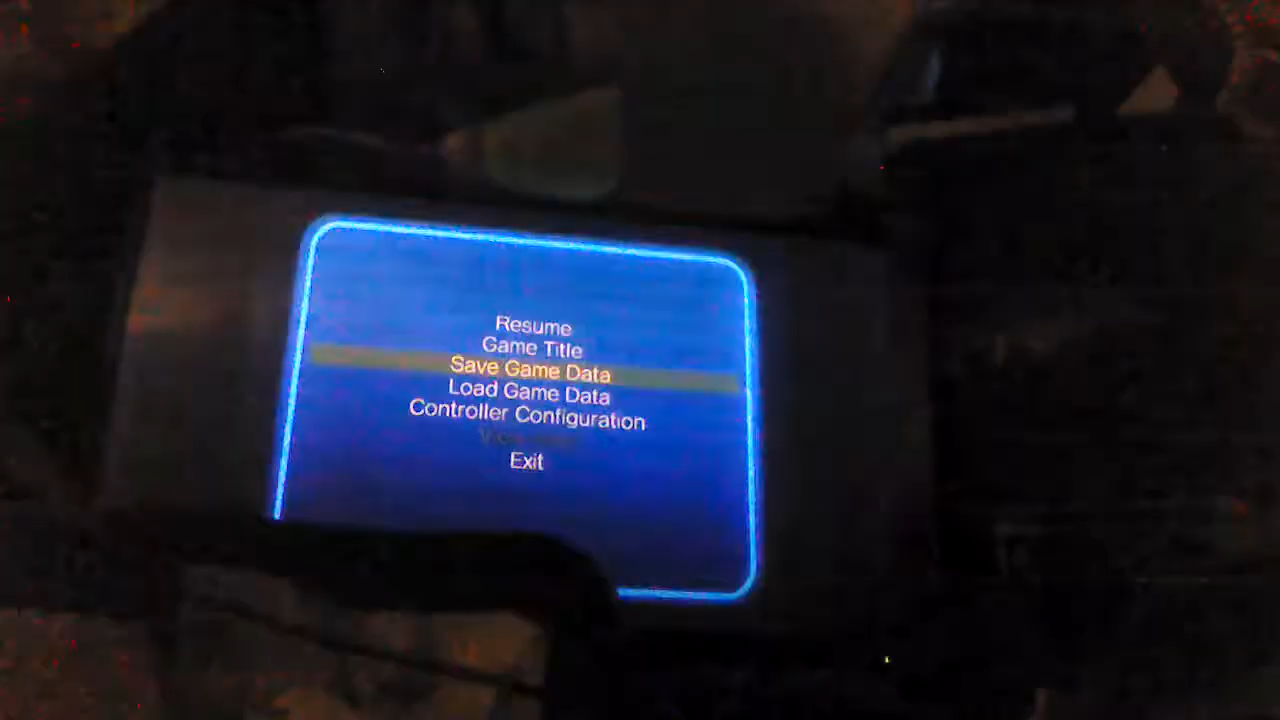 Resume
Game Title
Save Game Data
Load Game Data
Controller Configuration
Exit